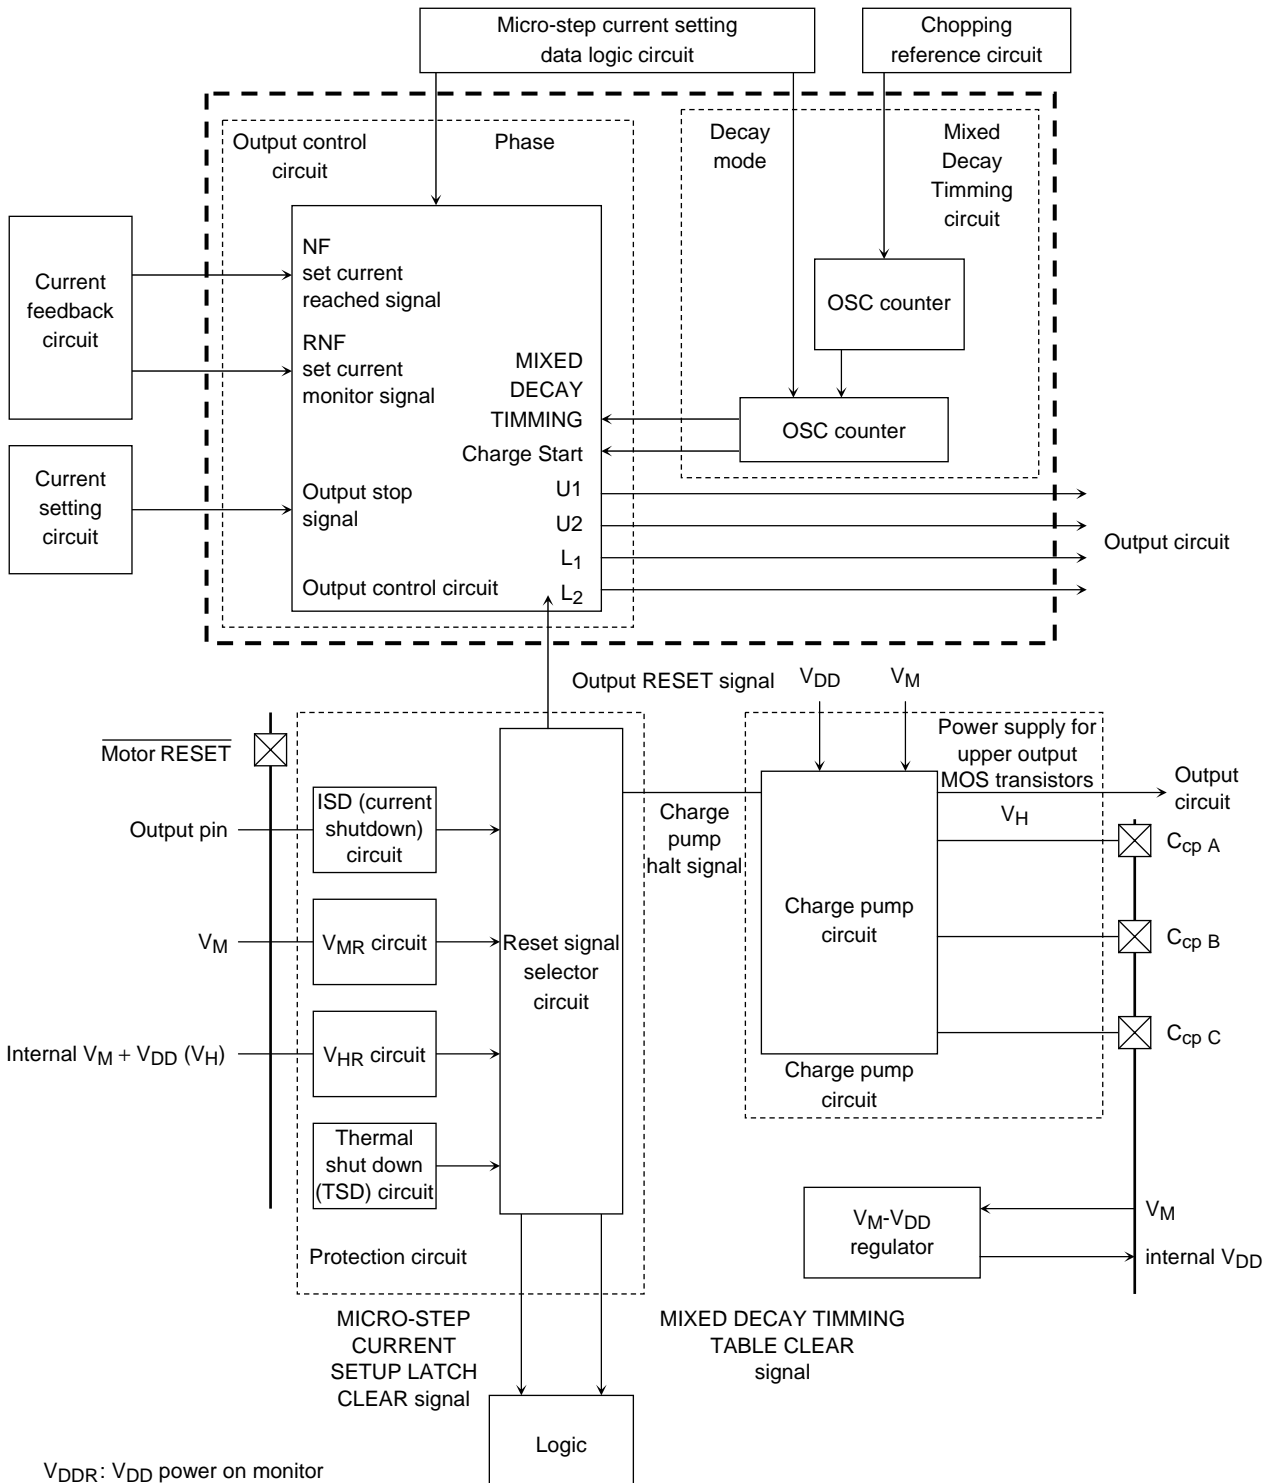 Micro-step current setting
data logic circuit
Chopping
reference circuit
Output control
circuit
Phase
Decay
mode
Mixed
Decay
Timming
circuit
Current
feedback
circuit
NF
set current
reached signal
RNF
set current
monitor signal
MIXED
DECAY
TIMMING
Charge Start
OSC counter
OSC counter
Current
setting
circuit
Output stop
signal
U1
U2
L1
L2
Output circuit
Output control circuit
Output RESET signal
VDD
VM
Motor RESET
Output pin
ISD (current
shutdown)
circuit
VM
VMR circuit
Internal VM + VDD (VH)
VHR circuit
Thermal
shut down
(TSD) circuit
Reset signal
selector
circuit
Protection circuit
Charge
pump
halt signal
Power supply for
upper output
MOS transistors
VH
Output
circuit
Charge pump
circuit
Charge pump
circuit
Ccp A
Ccp B
Ccp C
VM-VDD
regulator
VM
internal VDD
MICRO-STEP
CURRENT
SETUP LATCH
CLEAR signal
MIXED DECAY TIMMING
TABLE CLEAR
signal
Logic
VDDR: VDD power on monitor